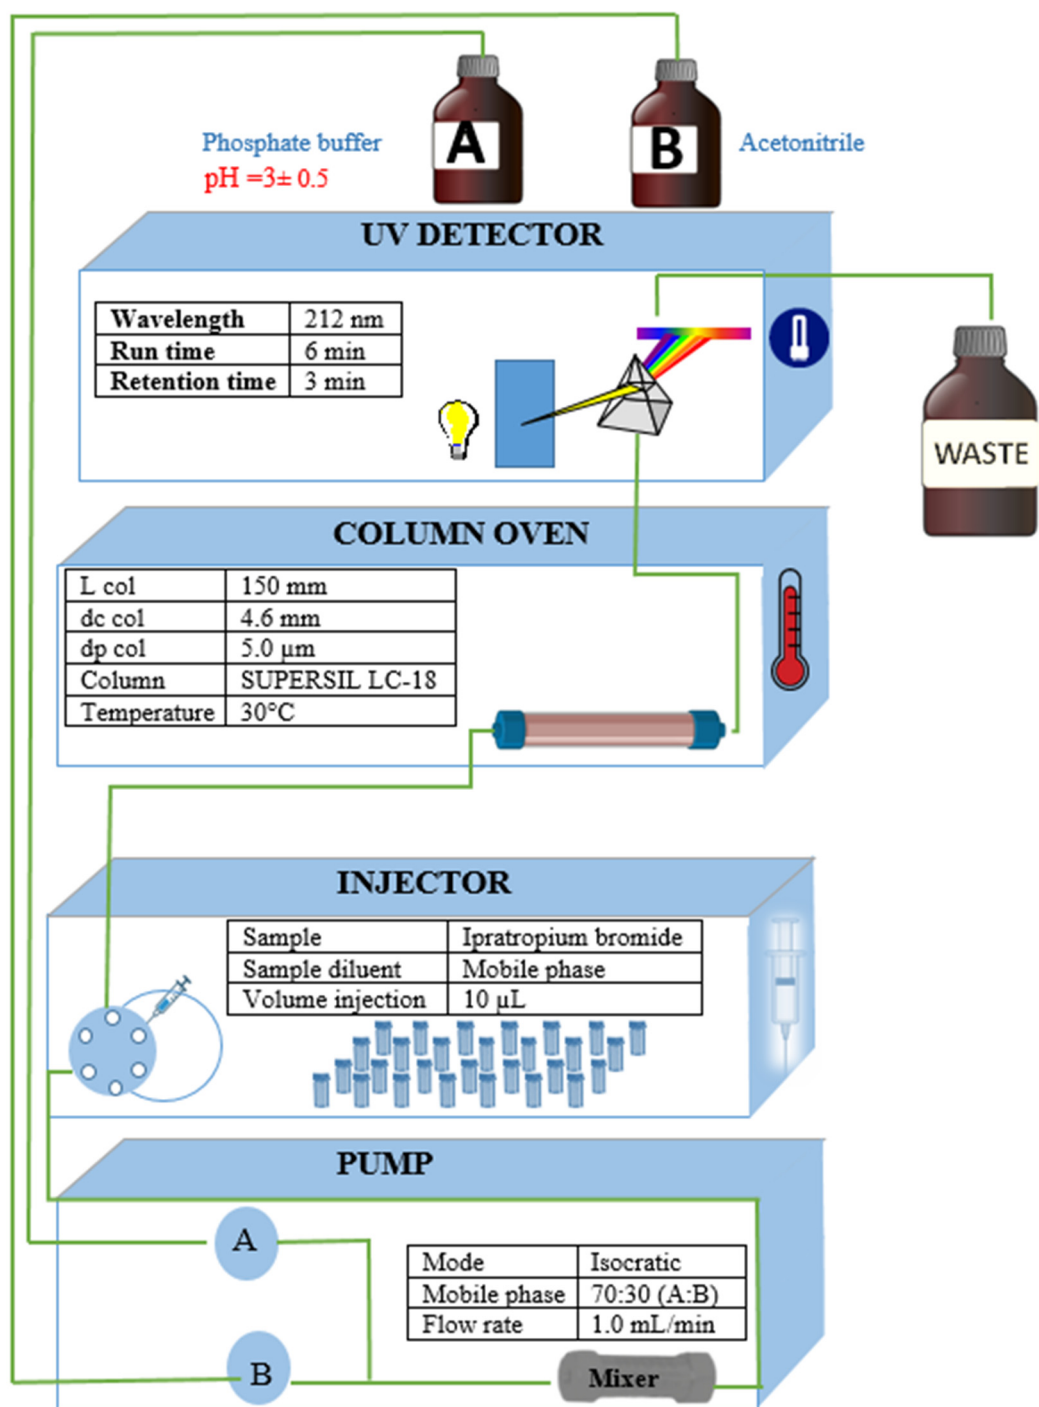 A
B
Phosphate buffer
pH =3± 0.5
Acetonitrile
UV DETECTOR
Wavelength 212 nm
Run time 6 min
Retention time 3 min
WASTE
COLUMN OVEN
L col 150 mm
dc col 4.6 mm
dp col 5.0 µm
Column SUPERSIL LC-18
Temperature 30°C
INJECTOR
Sample Ipratropium bromide
Sample diluent Mobile phase
Volume injection 10 µL
PUMP
A
Mode Isocratic
Mobile phase 70:30 (A:B)
Flow rate 1.0 mL/min
B
Mixer